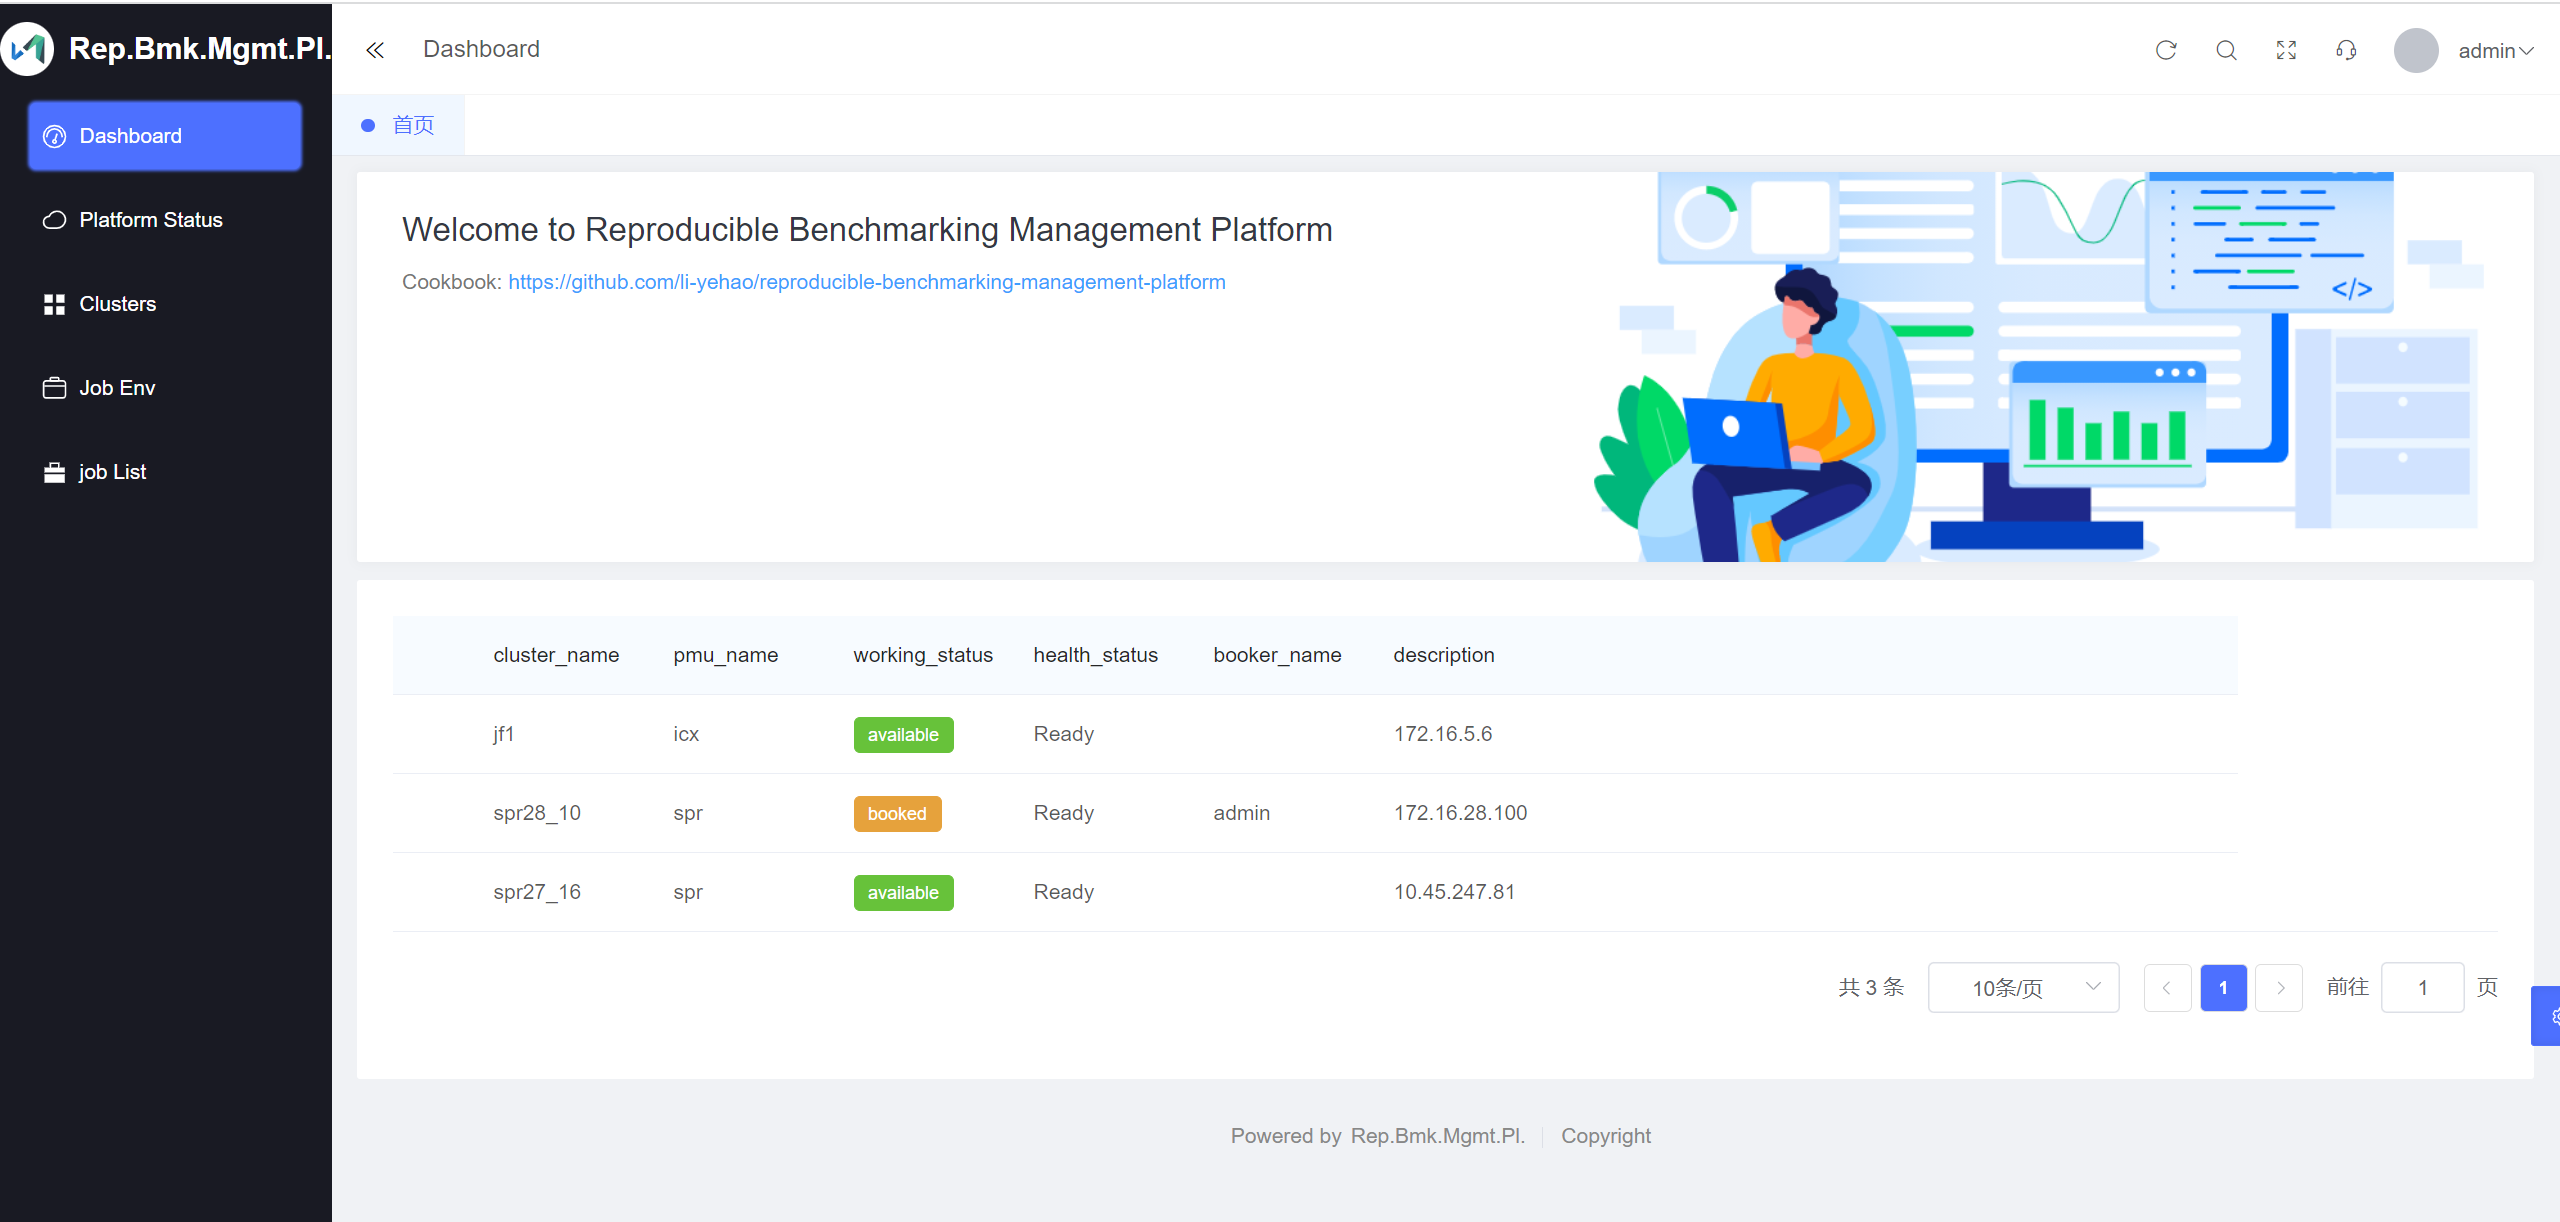 Rep.Bmk.Mgmt.Pl.
Dashboard
Platform Status
Clusters
Job Env
job List
Dashboard
admin
首页
Welcome to Reproducible Benchmarking Management Platform
Cookbook: https://github.com/li-yehao/reproducible-benchmarking-management-platform
</>
cluster_name pmu_name working_status health_status booker_name description
jf1 icx available Ready 172.16.5.6
spr28_10 spr booked Ready admin 172.16.28.100
spr27_16 spr available Ready 10.45.247.81
共 3 条 10条/页 1 前往 1 页
Powered by Rep.Bmk.Mgmt.Pl. Copyright